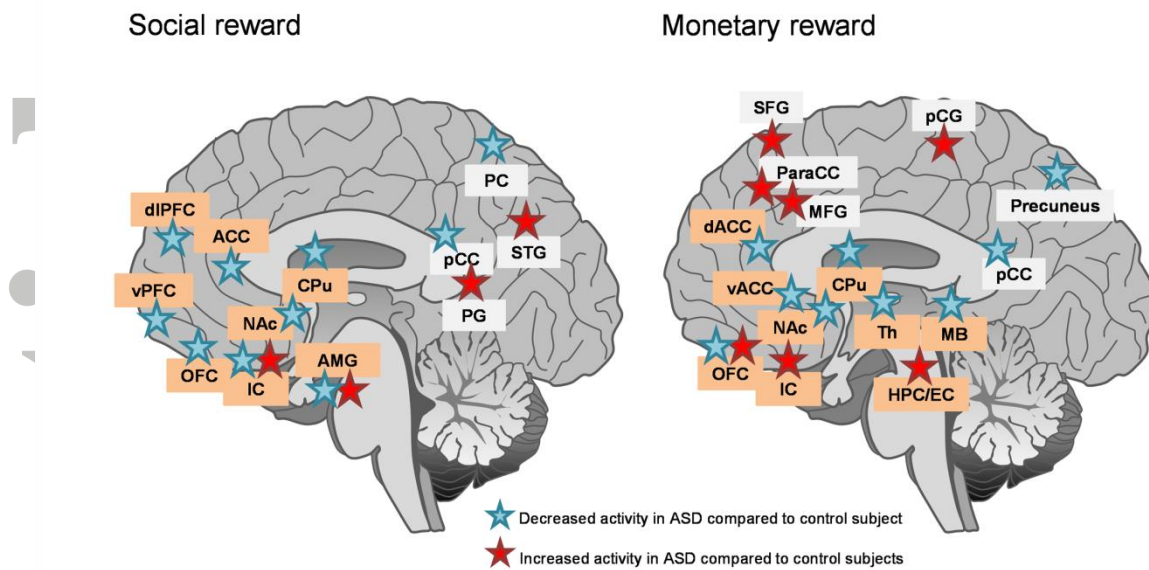 Social reward
Monetary reward
PC
dlPFC
ACC
STG
pCC
CPu
vPFC
PG
NAc
AMG
OFC
IC
SFG
pCG
ParaCC
MFG
Precuneus
dACC
pCC
CPu
vACC
NAc
Th
MB
OFC
IC
HPC/EC
Decreased activity in ASD compared to control subject
Increased activity in ASD compared to control subjects